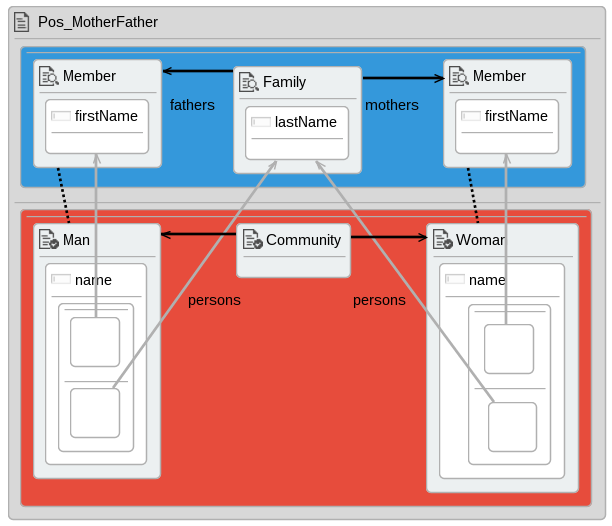 Pos_MotherFather
Member
Family
Member
fathers
mothers
firstName
lastName
firstName
Man
Community
Woman
name
name
persons
persons